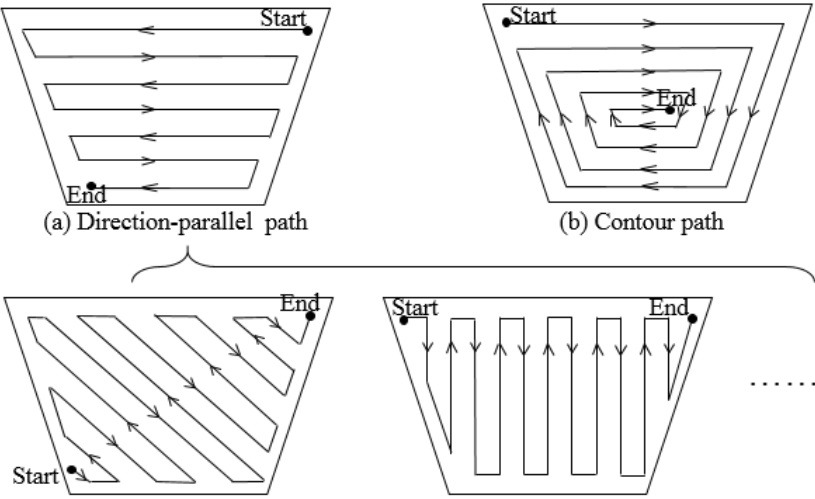 Start
End
(a) Direction-parallel path
Start
End
(b) Contour path
End
Start
Start
End
......